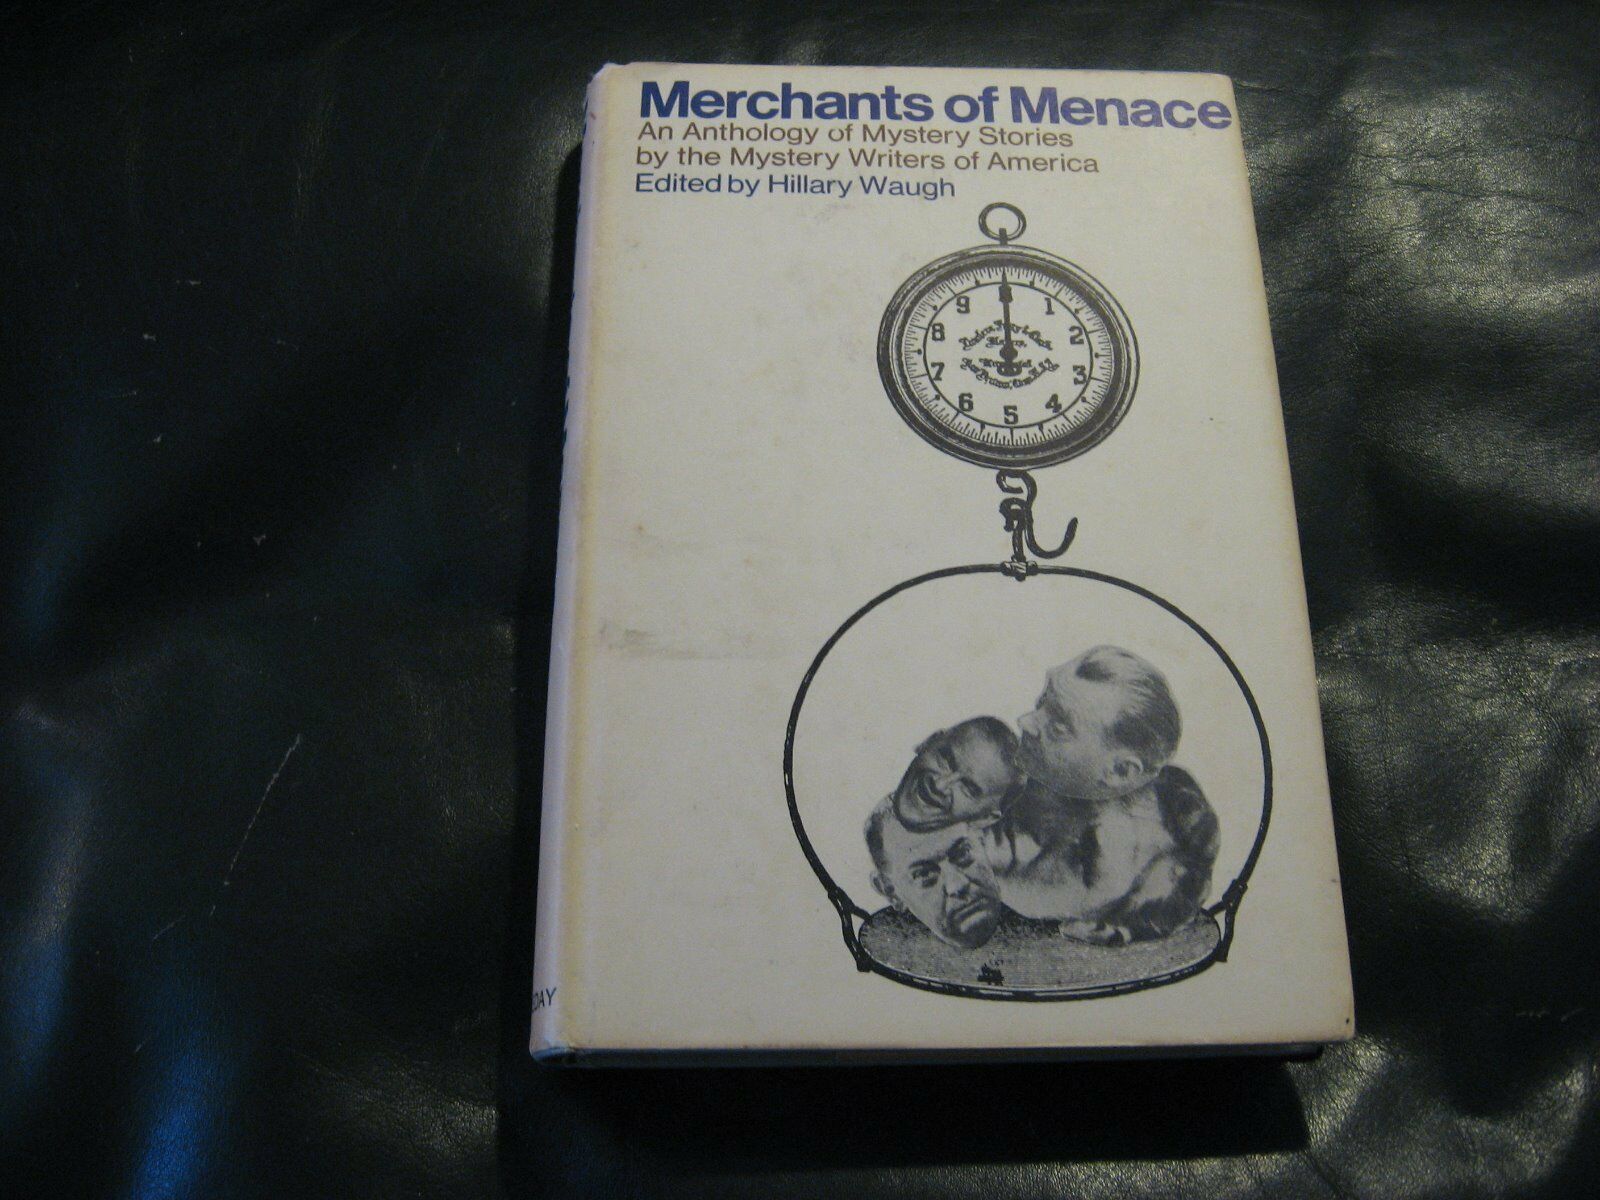 Merchants of Menace
An Anthology of Mystery Stories
by the Mystery Writers of America
Edited by Hillary Waugh
9
1
8
2
7
3
6
4
5
DAY